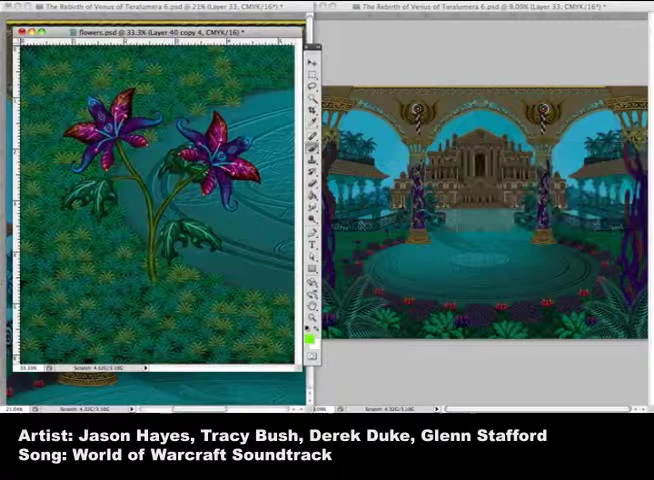 The Rebirth of Venus of Teralumera 6.psd @ 21% (Layer 33, CMYK/16*) *
The Rebirth of Venus of Teralumera 6.psd @ 9.09% (Layer 33, CMYK/16*) *
flowers.psd @ 33.3% (Layer 40 copy 4, CMYK/16) *
Artist: Jason Hayes, Tracy Bush, Derek Duke, Glenn Stafford
Song: World of Warcraft Soundtrack